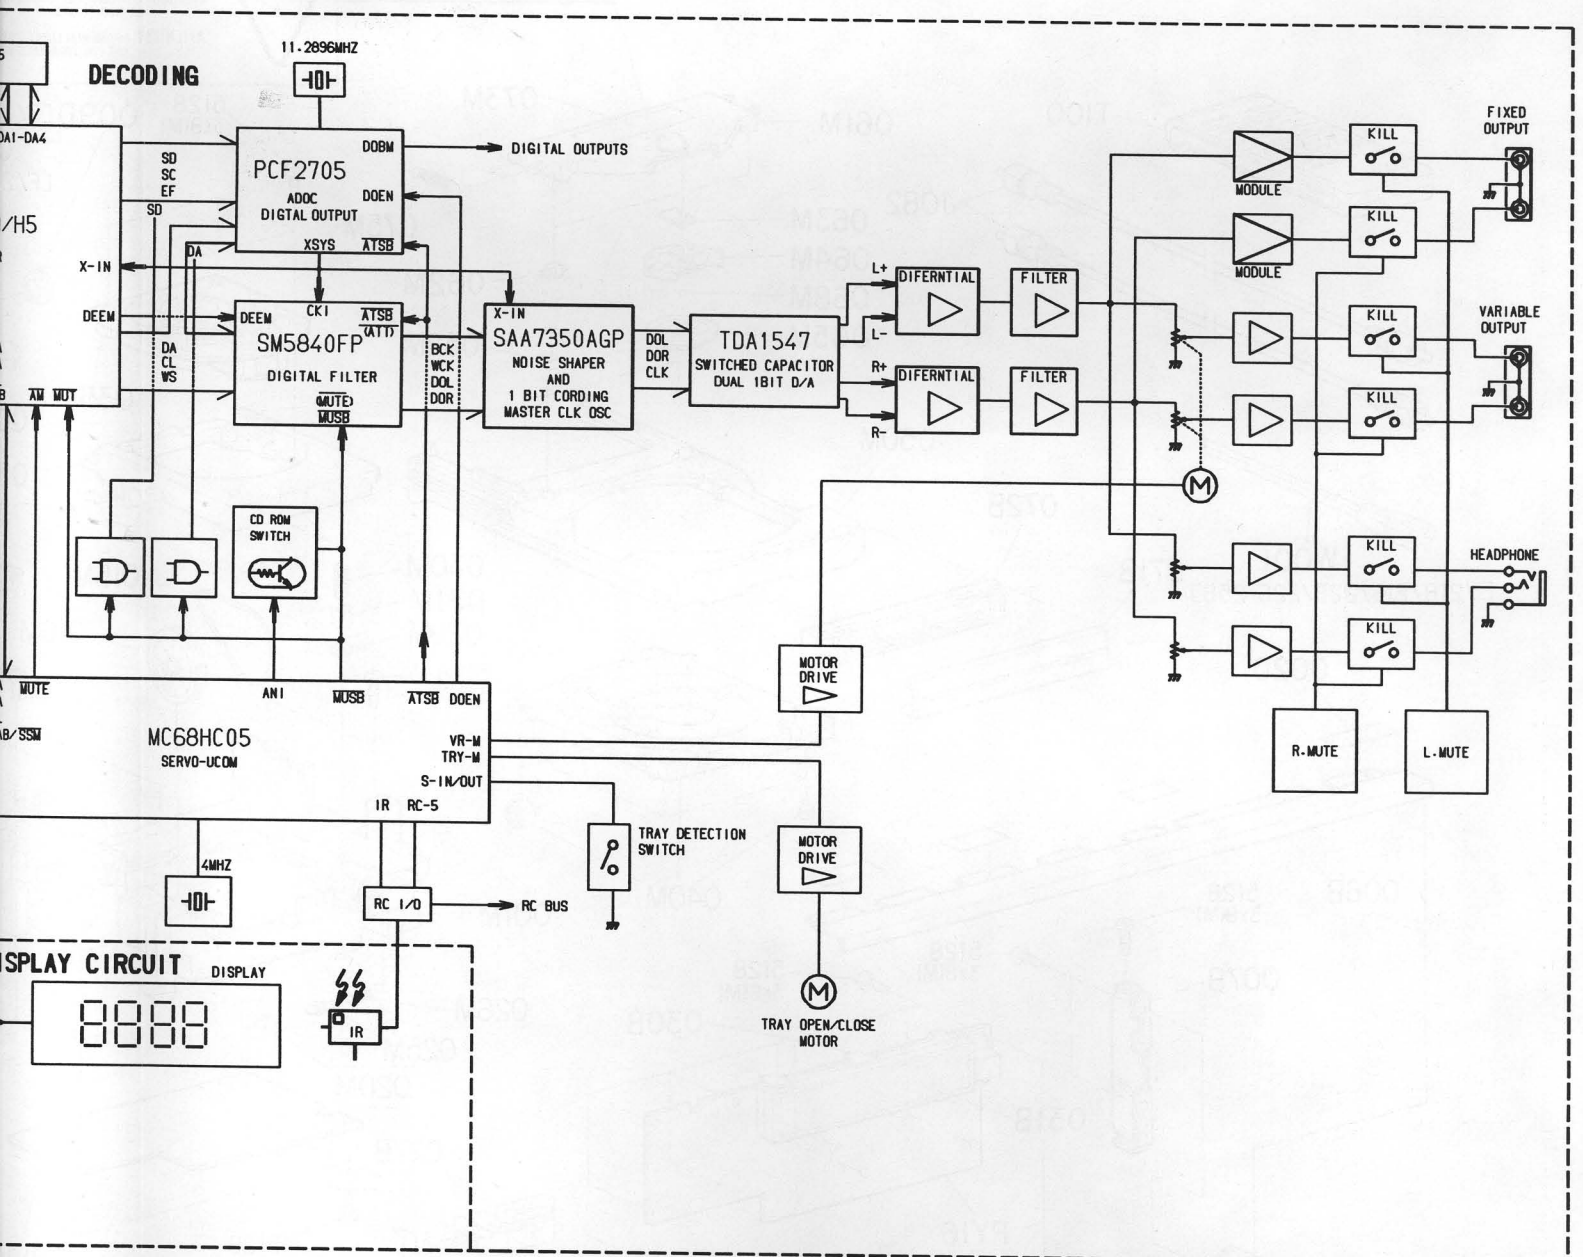 11.2896MHZ
DECODING
DA1-DA4
SD
SC
EF
SD
/H5
X-IN
DEEM
DA
CL
WS
DA
AM MUT
PCF2705
ADOC
DIGTAL OUTPUT
DOBM
DOEN
XSYS ATSB
DIGITAL OUTPUTS
CKI
DEEM
ATSB
(ATT)
SM5840FP
DIGITAL FILTER
(MUTE)
MUSB
BCK
WCK
DOL
DOR
X-IN
SAA7350AGP
NOISE SHAPER
AND
1 BIT CORDING
MASTER CLK OSC
DOL
DOR
CLK
TDA1547
SWITCHED CAPACITOR
DUAL 1BIT D/A
L+
L-
R+
R-
DIFERNTIAL
FILTER
DIFERNTIAL
FILTER
MODULE
MODULE
KILL
KILL
KILL
KILL
KILL
KILL
FIXED
OUTPUT
VARIABLE
OUTPUT
HEADPHONE
M
R.MUTE
L.MUTE
CD ROM
SWITCH
MUTE
ANI
MUSB
ATSB DOEN
AB/SSM
MC68HC05
SERVO-UCOM
VR-M
TRY-M
S-IN/OUT
IR RC-5
4MHZ
RC I/O
RC BUS
TRAY DETECTION
SWITCH
MOTOR
DRIVE
MOTOR
DRIVE
M
TRAY OPEN/CLOSE
MOTOR
ISPLAY CIRCUIT
DISPLAY
8888
IR